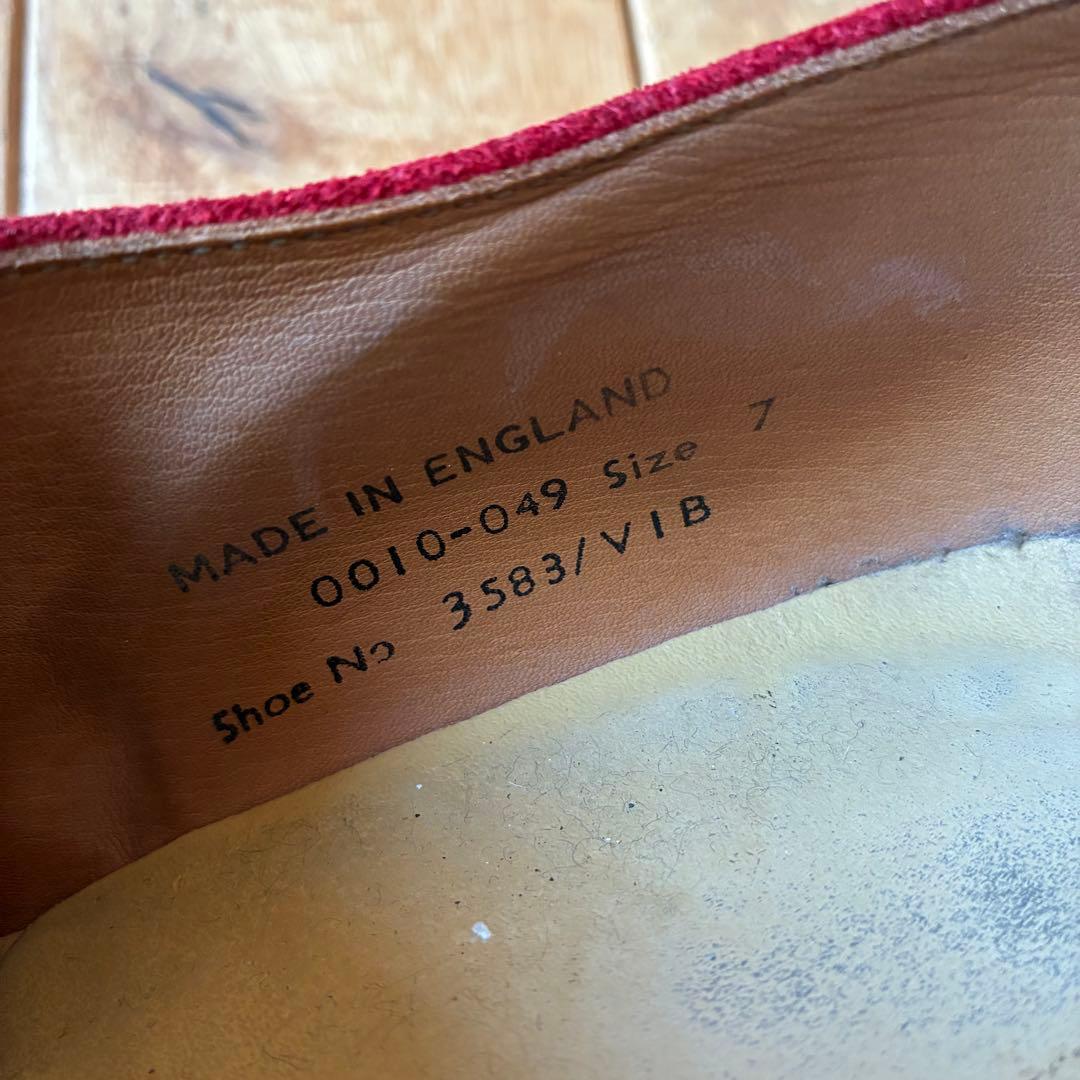 MADE IN ENGLAND
0010-049 Size 7
Shoe No 3583/VIB